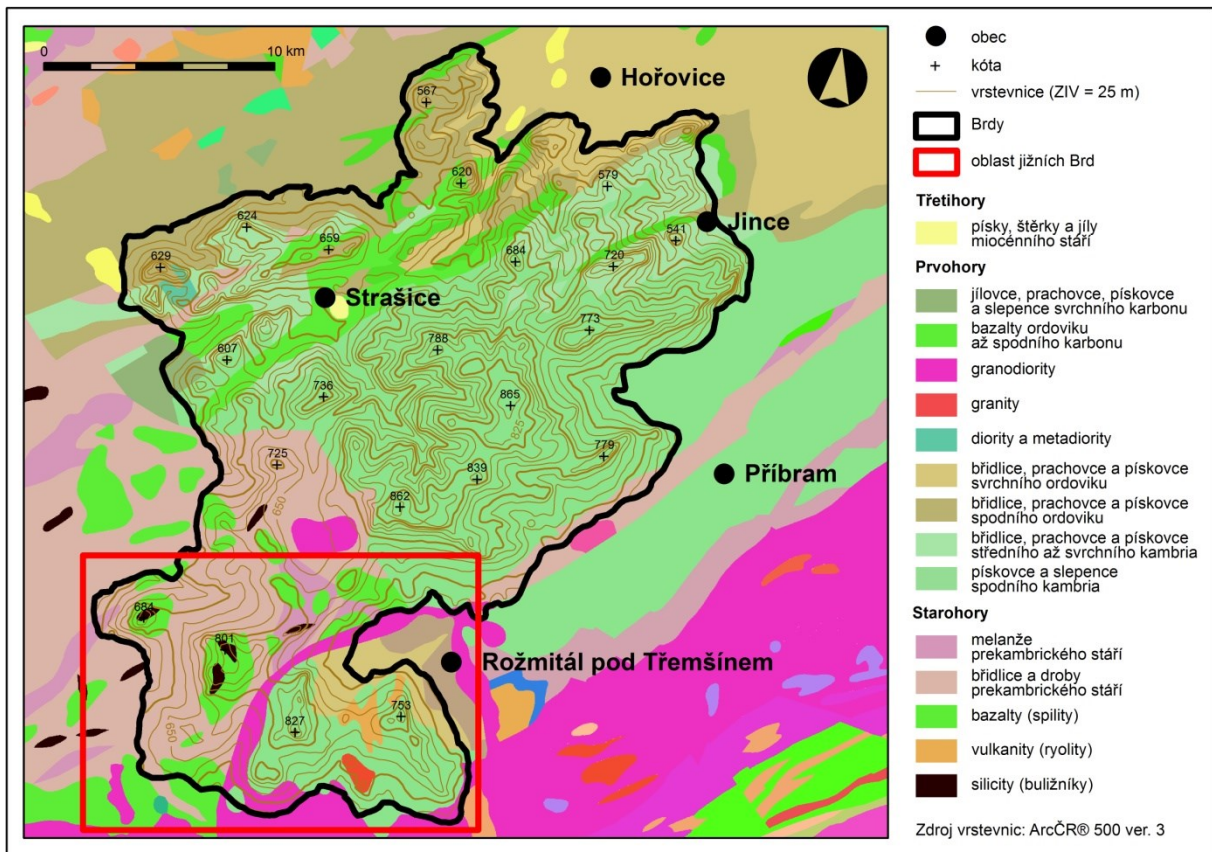 0
10 km
Hořovice
567
620
579
624
Jince
541
659
684
720
629
Strašice
773
607
788
736
865
825
779
725
839
Příbram
650
862
684
801
Rožmitál pod Třemšínem
753
827
650
obec
kóta
vrstevnice (ZIV = 25 m)
Brdy
oblast jižních Brd
Třetihory
písky, štěrky a jíly
miocénního stáří
Prvohory
jílovce, prachovce, pískovce
a slepence svrchního karbonu
bazalty ordoviku
až spodního karbonu
granodiority
granity
diority a metadiority
břidlice, prachovce a pískovce
svrchního ordoviku
břidlice, prachovce a pískovce
spodního ordoviku
břidlice, prachovce a pískovce
středního až svrchního kambria
pískovce a slepence
spodního kambria
Starohory
melanže
prekambrického stáří
břidlice a droby
prekambrického stáří
bazalty (spility)
vulkanity (ryolity)
silicity (buližníky)
Zdroj vrstevnic: ArcČR® 500 ver. 3